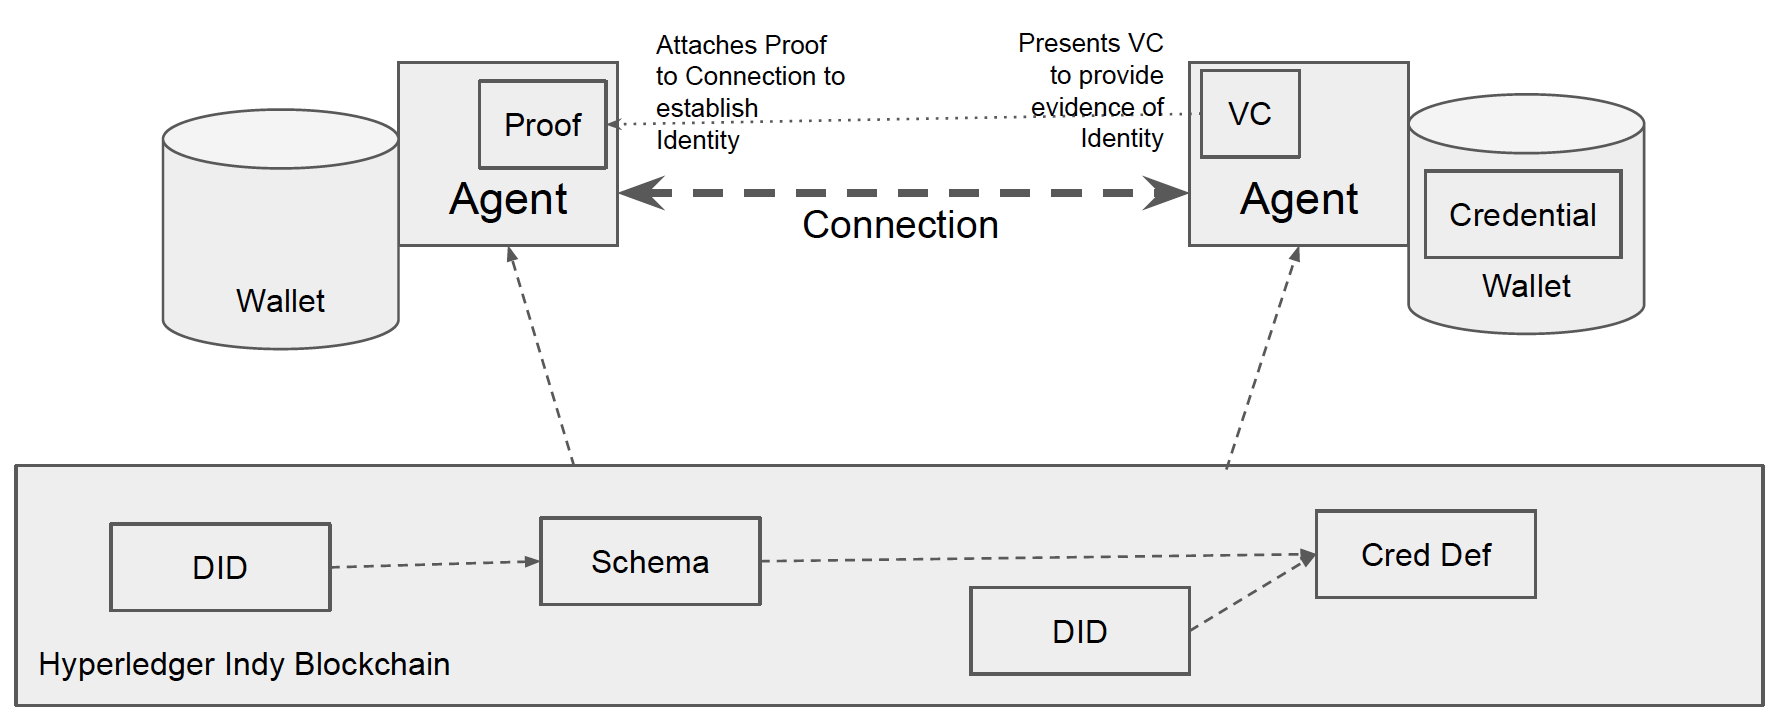 Attaches Proof
to Connection to
establish
Identity
Presents VC
to provide
evidence of
Identity
Proof
VC
Agent
Agent
Connection
Credential
Wallet
Wallet
DID
Schema
Cred Def
DID
Hyperledger Indy Blockchain